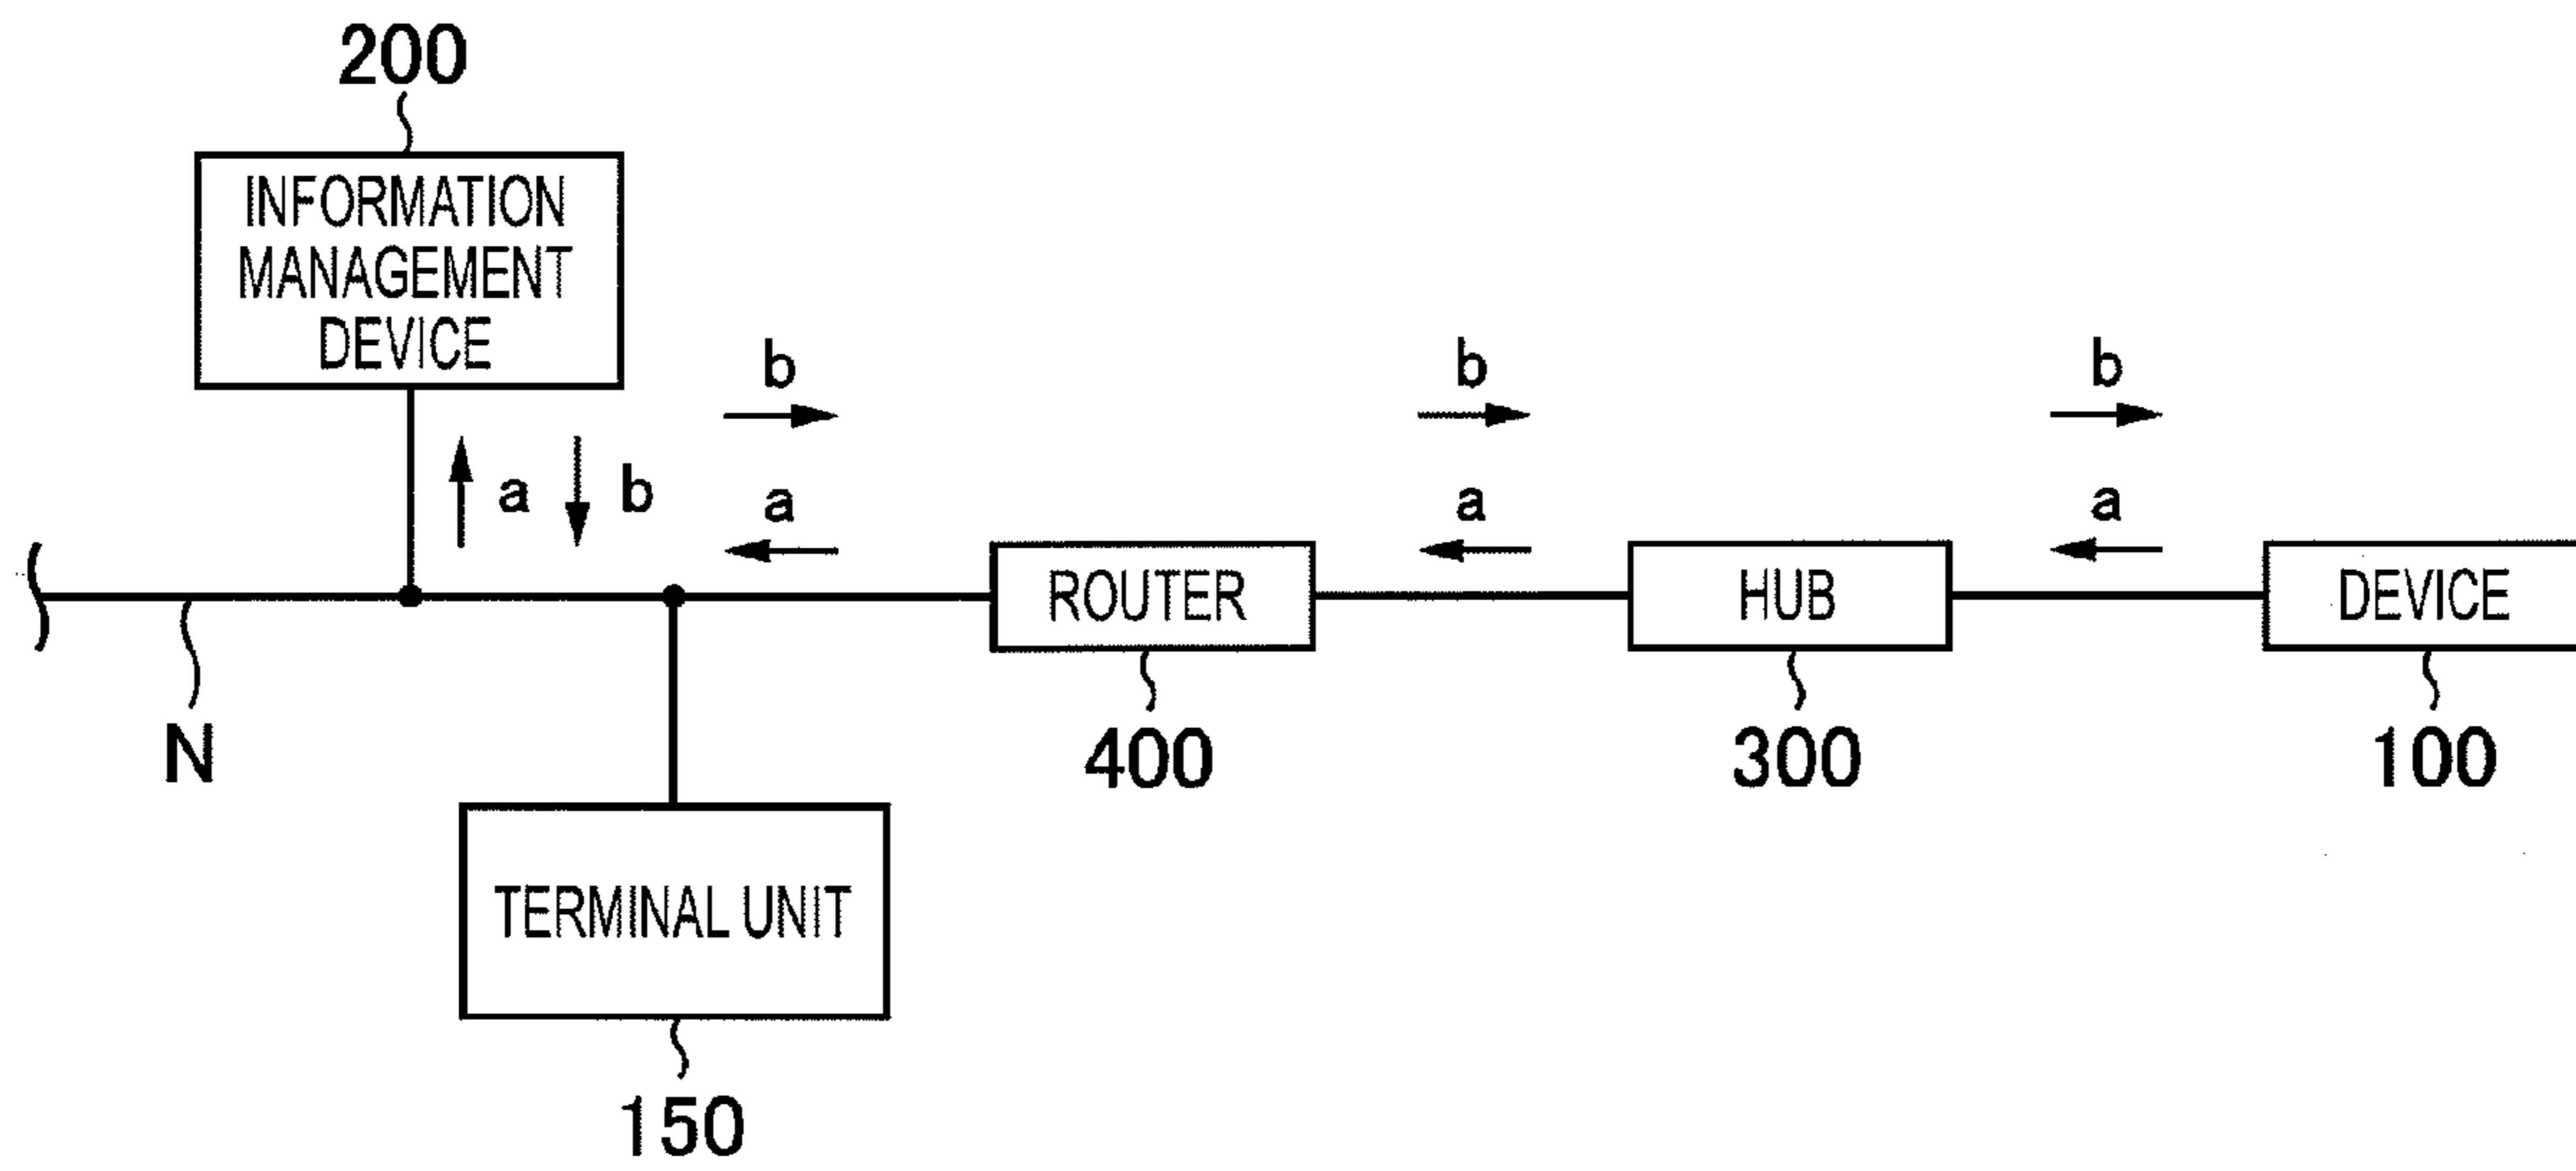 200
INFORMATION
MANAGEMENT
DEVICE
b
b
b
a
b
a
a
a
ROUTER
HUB
DEVICE
N
400
300
100
TERMINAL UNIT
150